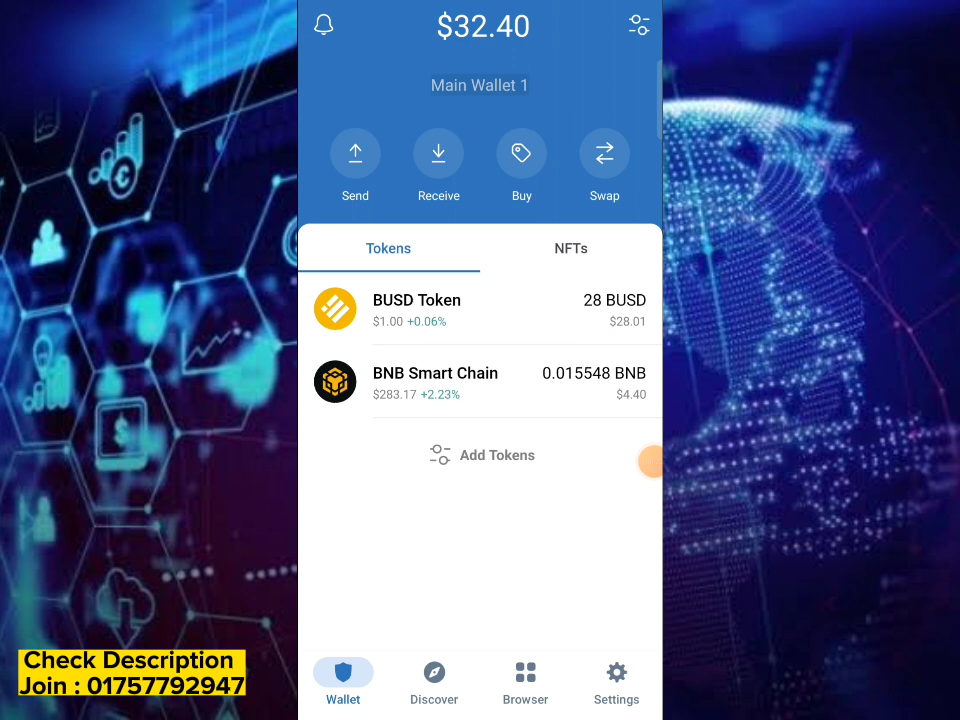 $32.40
Main Wallet 1
Send Receive Buy Swap
Tokens NFTs
BUSD Token 28 BUSD
$1.00 +0.06% $28.01
BNB Smart Chain 0.015548 BNB
$283.17 +2.23% $4.40
Add Tokens
Check Description
Join : 01757792947
Wallet Discover Browser Settings